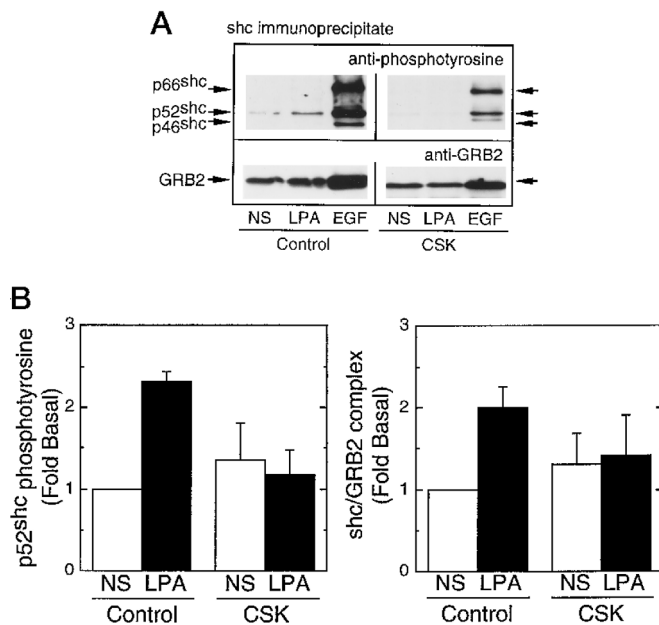 A
shc immunoprecipitate
anti-phosphotyrosine
p66shc
p52shc
p46shc
anti-GRB2
GRB2
NS LPA EGF NS LPA EGF
Control CSK
B
p52shc phosphotyrosine
(Fold Basal)
3
2
1
0
NS LPA NS LPA
Control CSK
shc/GRB2 complex
(Fold Basal)
3
2
1
0
NS LPA NS LPA
Control CSK